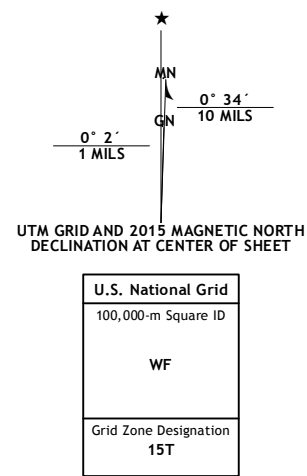 ★
MN
0° 34´
10 MILS
GN
0° 2´
1 MILS
UTM GRID AND 2015 MAGNETIC NORTH
DECLINATION AT CENTER OF SHEET
U.S. National Grid
100,000-m Square ID
WF
Grid Zone Designation
15T